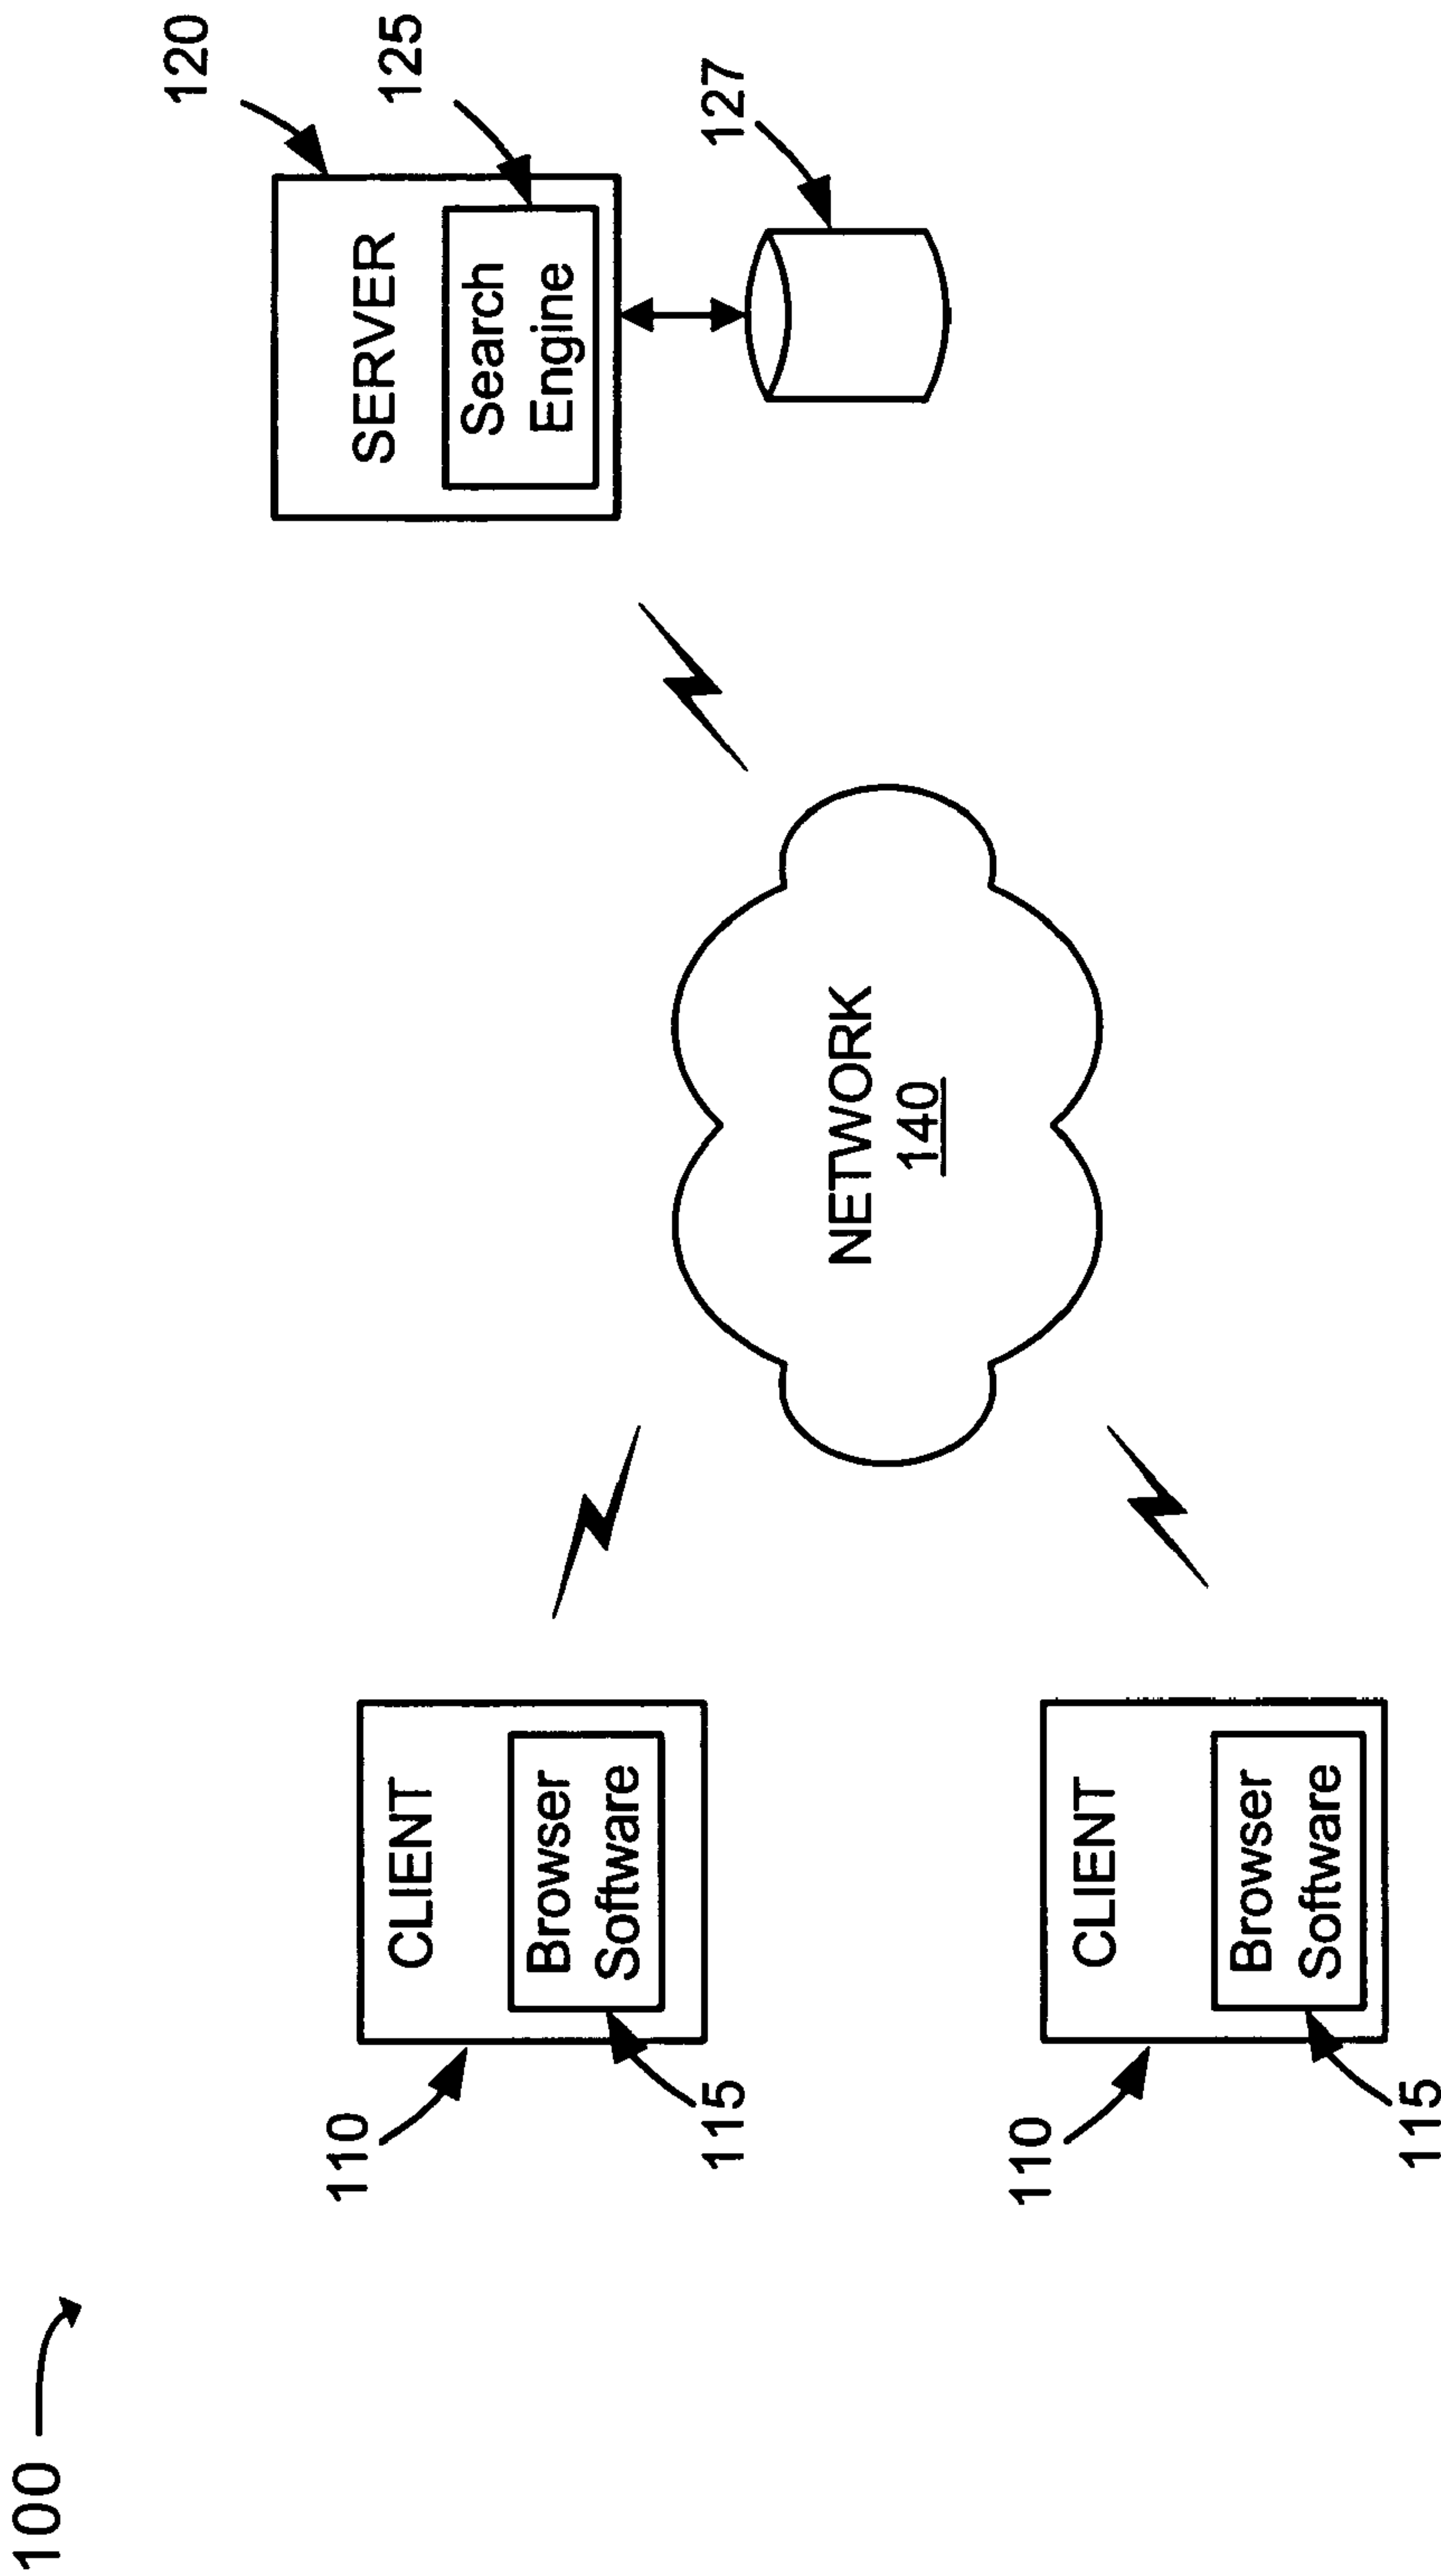 100
110
CLIENT
Browser
Software
115
110
CLIENT
Browser
Software
115
NETWORK
140
120
SERVER
125
Search
Engine
127